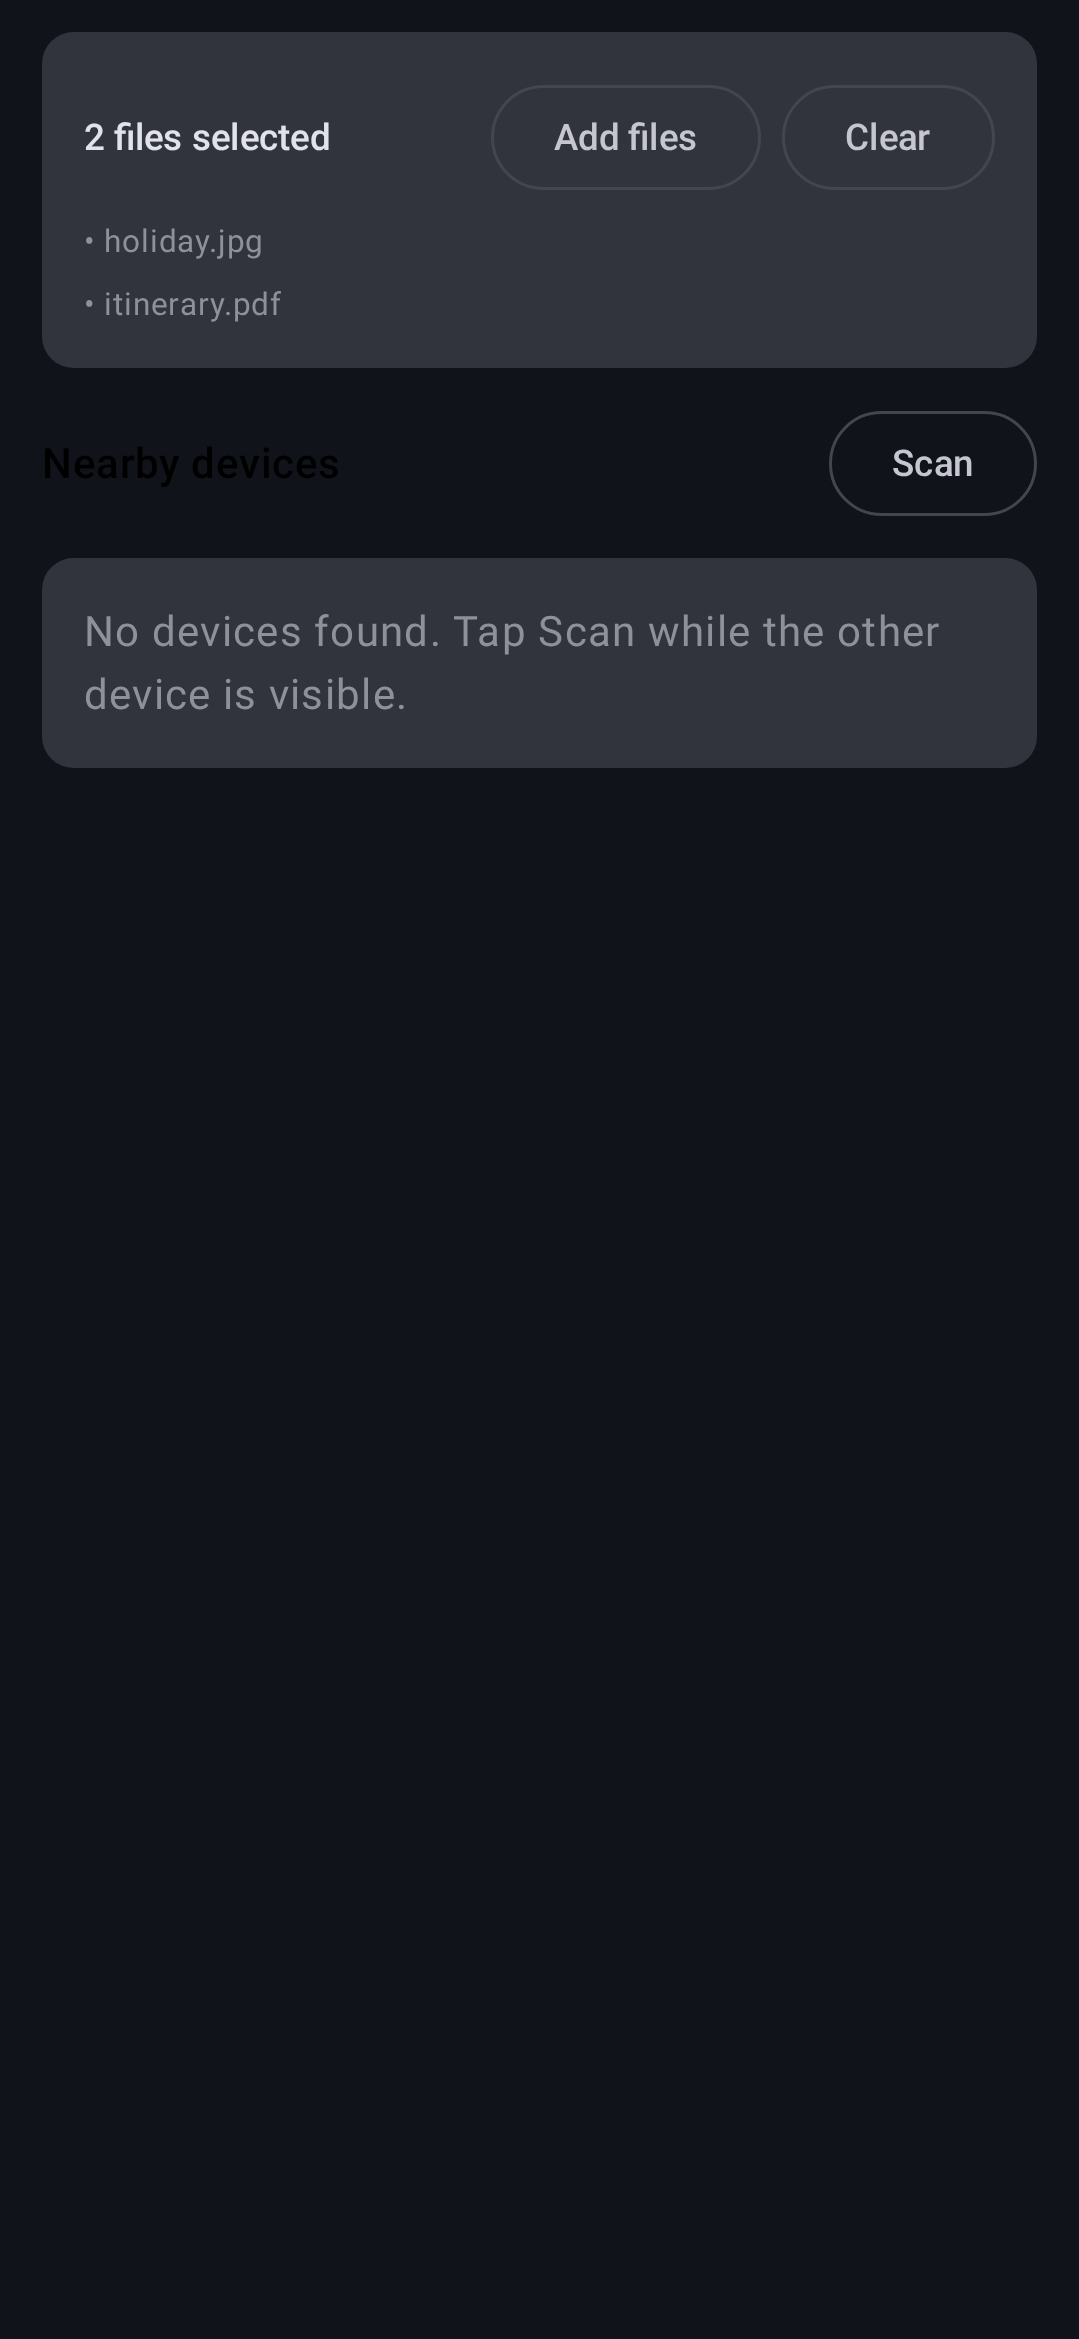 2 files selected
Add files
Clear
• holiday.jpg
• itinerary.pdf
Nearby devices
Scan
No devices found. Tap Scan while the other
device is visible.